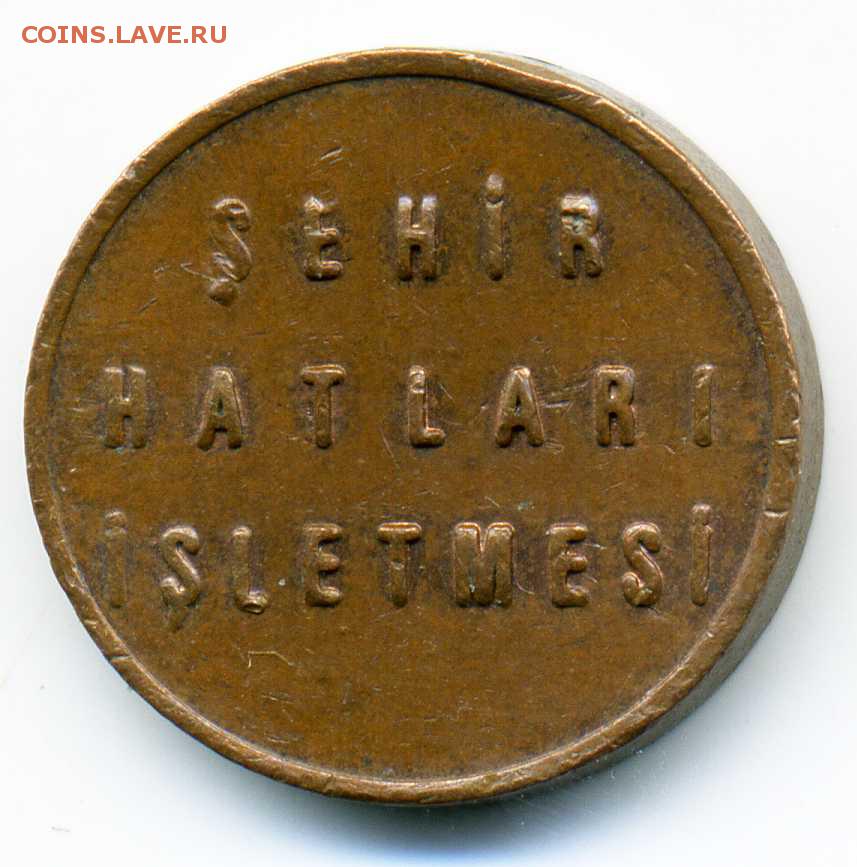 COINS.LAVE.RU
ŞEHİR
HATLARI
İŞLETMESİ